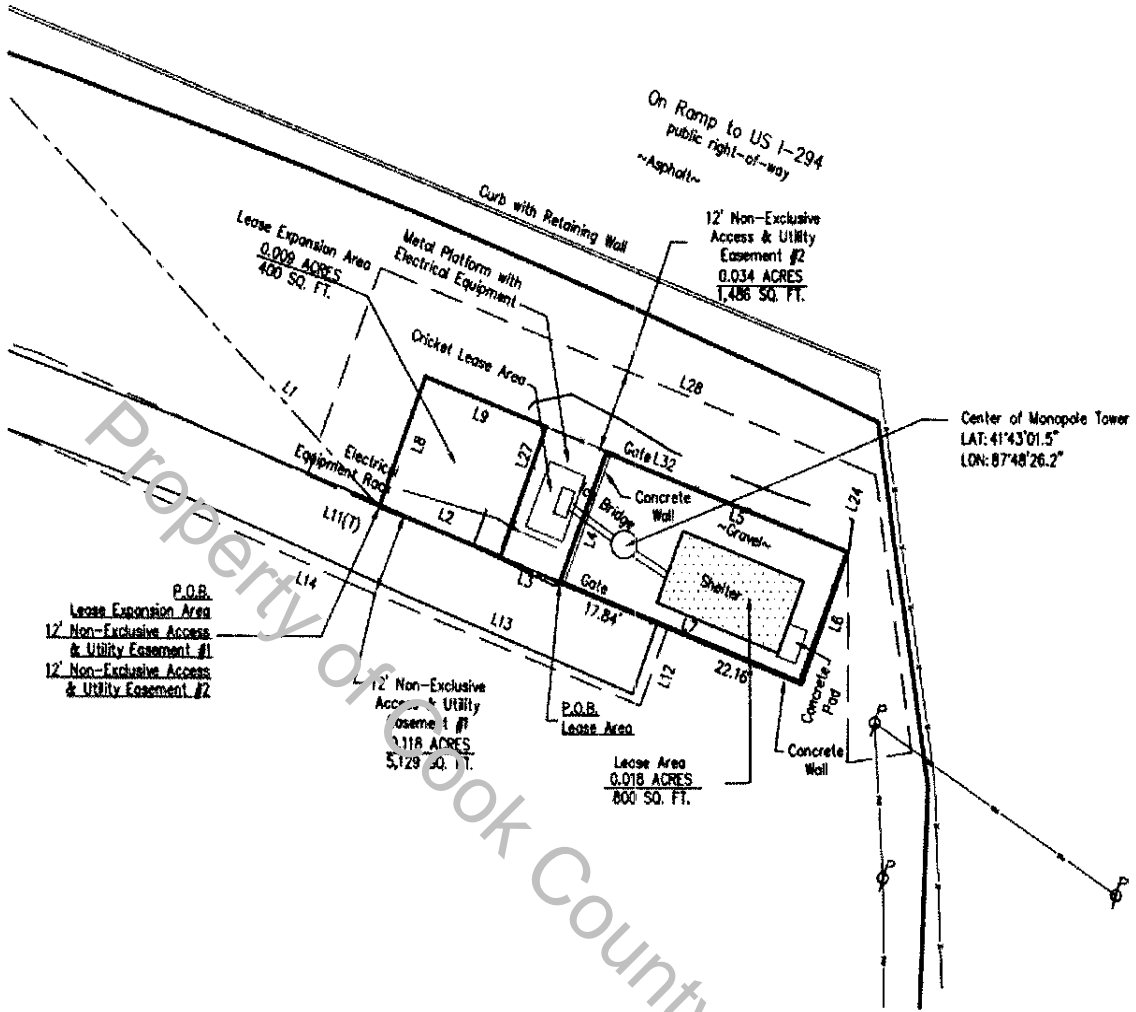 On Ramp to US I-294
public right-of-way
~Asphalt~
Curb with Retaining Wall
12' Non-Exclusive
Access & Utility
Easement #2
0.034 ACRES
1,486 SQ. FT.
Lease Expansion Area
0.009 ACRES
400 SQ. FT.
Metal Platform with
Electrical Equipment
Cricket Lease Area
L28
L1
L9
L8
L27
Gate L32
Center of Monopole Tower
LAT: 41°43'01.5"
LON: 87°48'26.2"
Electrical
Equipment Rack
Ice Bridge
Concrete
Wall
L5
~Gravel~
L24
L11(T)
L2
L4
Shelter
L6
L14
L3
Gate
17.84'
L7
22.16'
Concrete
Pad
L13
L12
P.O.B.
Lease Expansion Area
12' Non-Exclusive Access
& Utility Easement #1
12' Non-Exclusive Access
& Utility Easement #2
12' Non-Exclusive
Access & Utility
Easement #1
0.118 ACRES
5,129 SQ. FT.
P.O.B.
Lease Area
Lease Area
0.018 ACRES
800 SQ. FT.
Concrete
Wall
Property of Cook County